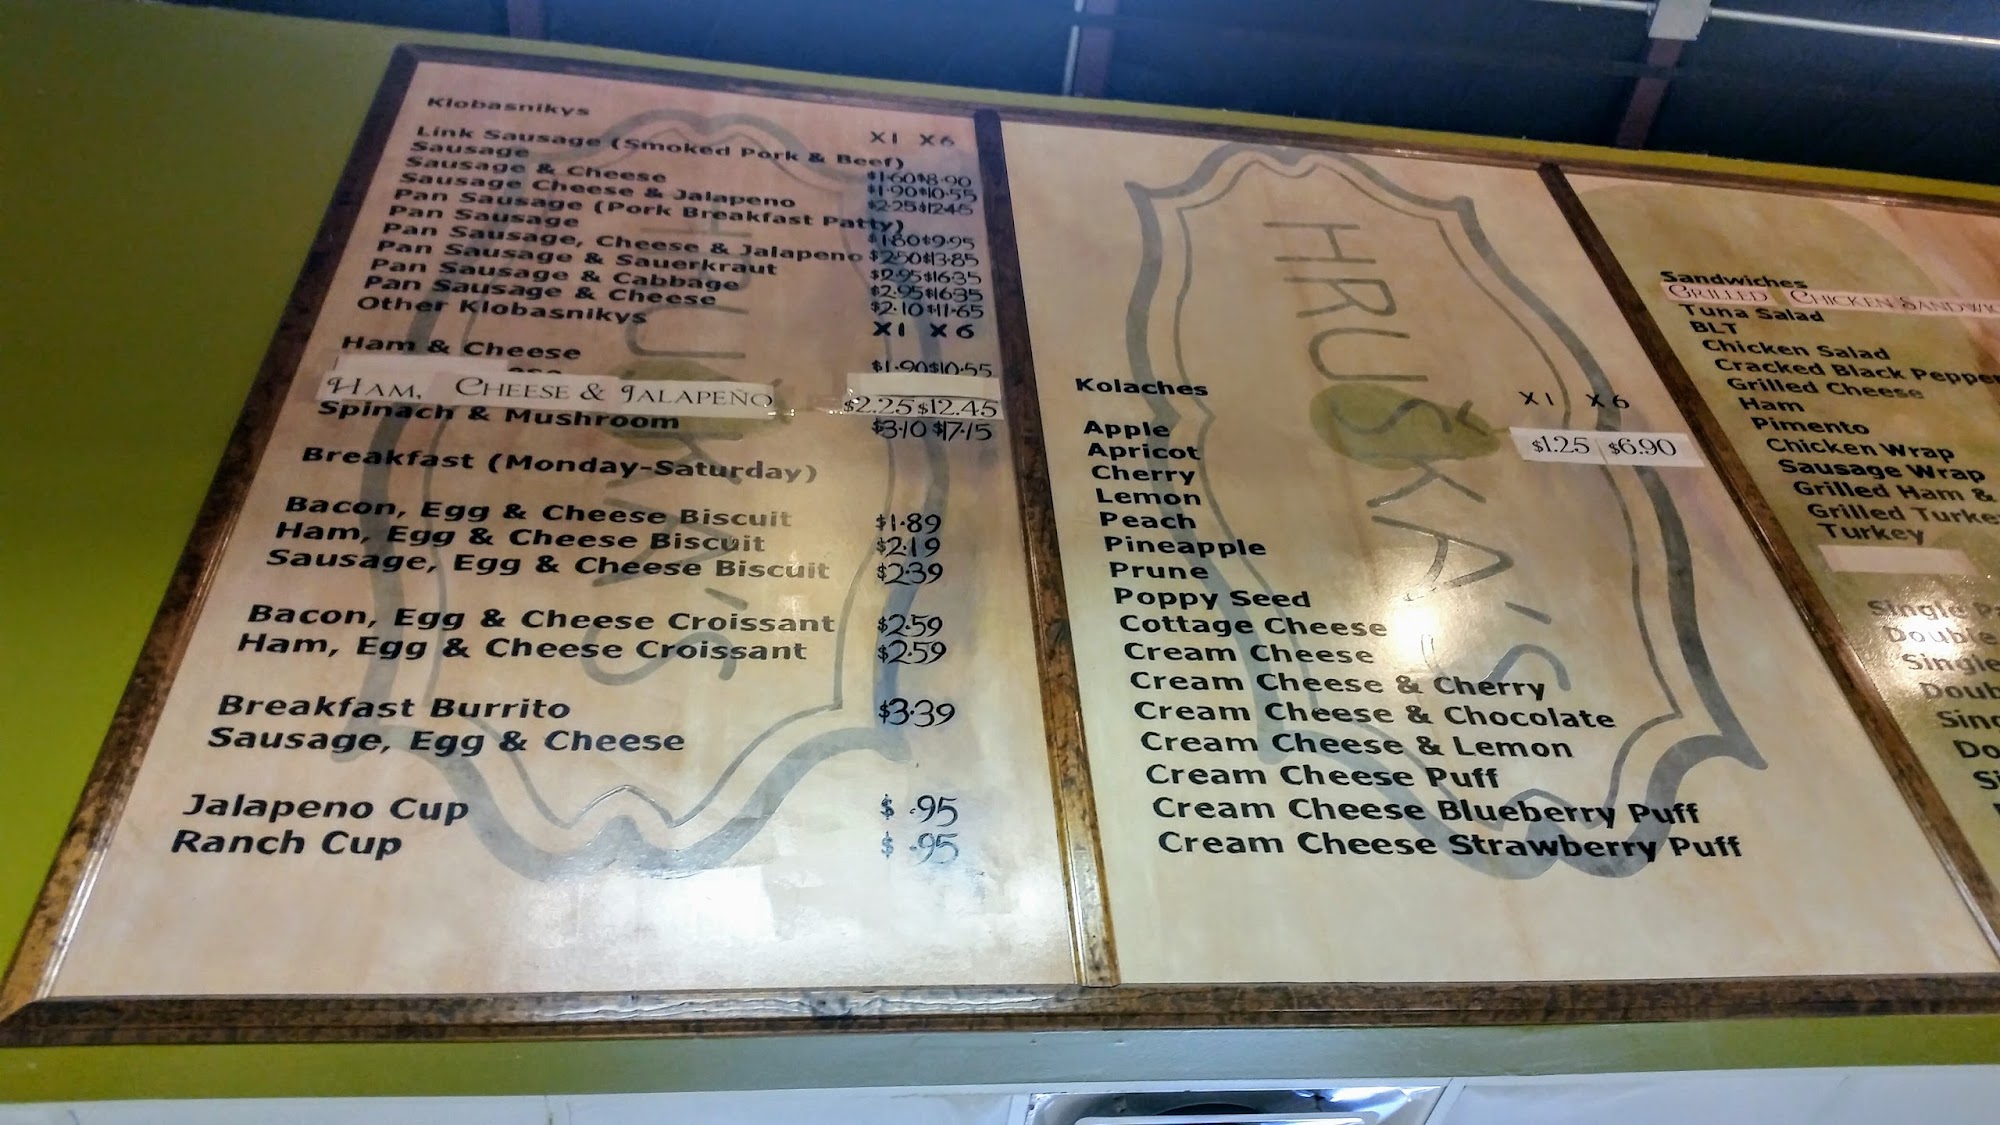 Klobasnikys
X1 X6
Link Sausage (Smoked Pork & Beef)
Sausage $1.60 $8.90
Sausage & Cheese $1.90 $10.55
Sausage Cheese & Jalapeno $2.25 $12.45
Pan Sausage (Pork Breakfast Patty)
Pan Sausage $1.80 $9.95
Pan Sausage, Cheese & Jalapeno $2.50 $13.85
Pan Sausage & Sauerkraut $2.95 $16.35
Pan Sausage & Cabbage $2.95 $16.35
Pan Sausage & Cheese $2.10 $11.65
Other Klobasnikys X1 X6
Ham & Cheese $1.90 $10.55
Ham, Cheese & Jalapeño $2.25 $12.45
Spinach & Mushroom $3.10 $17.15
Breakfast (Monday-Saturday)
Bacon, Egg & Cheese Biscuit $1.89
Ham, Egg & Cheese Biscuit $2.19
Sausage, Egg & Cheese Biscuit $2.39
Bacon, Egg & Cheese Croissant $2.59
Ham, Egg & Cheese Croissant $2.59
Breakfast Burrito $3.39
Sausage, Egg & Cheese
Jalapeno Cup $ .95
Ranch Cup $ .95
HRUŠKA'S
HRUŠKA'S
Kolaches X1 X6
$1.25 $6.90
Apple
Apricot
Cherry
Lemon
Peach
Pineapple
Prune
Poppy Seed
Cottage Cheese
Cream Cheese
Cream Cheese & Cherry
Cream Cheese & Chocolate
Cream Cheese & Lemon
Cream Cheese Puff
Cream Cheese Blueberry Puff
Cream Cheese Strawberry Puff
Sandwiches
Grilled Chicken
Tuna Salad
BLT
Chicken Salad
Cracked Black Pepper
Grilled Cheese
Ham
Pimento
Chicken Wrap
Sausage Wrap
Grilled Ham &
Grilled
Turkey
Single
Double
Single